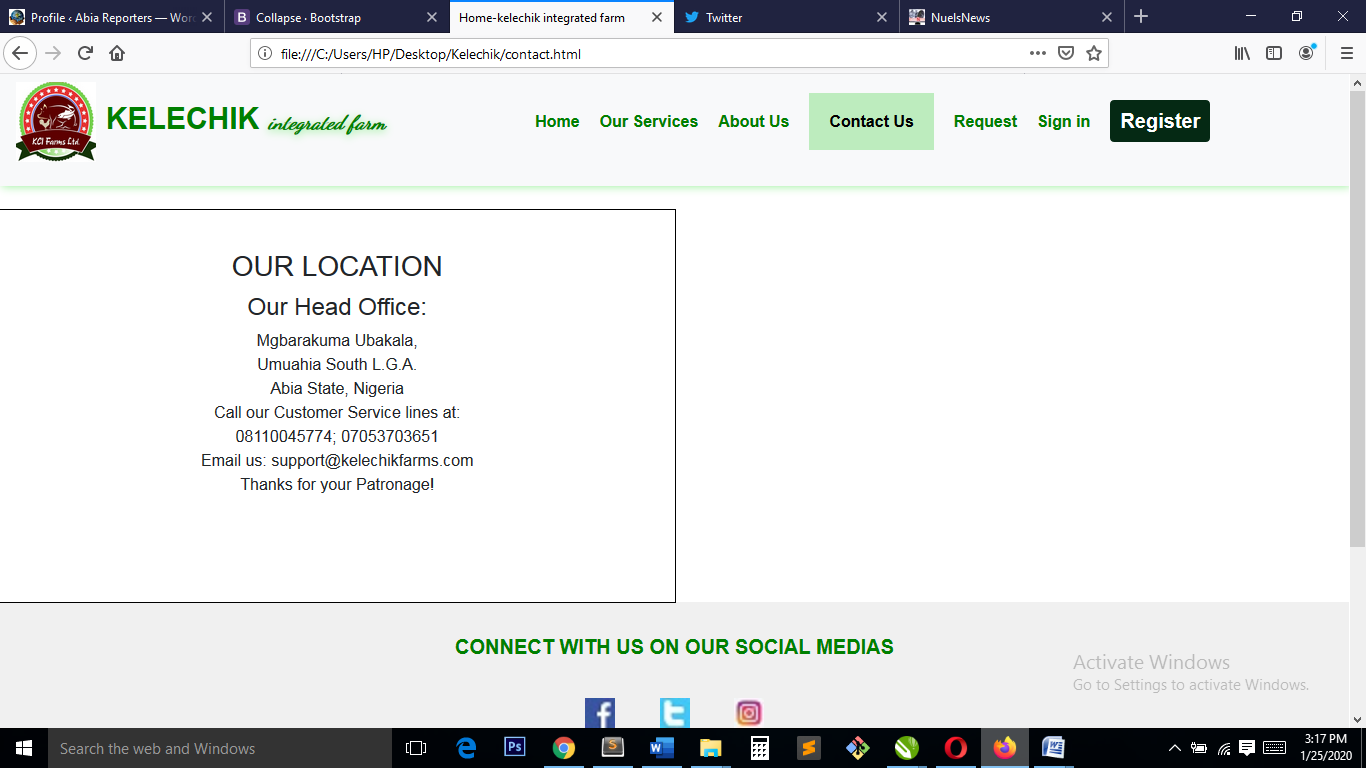 Profile ‹ Abia Reporters — Wor
Collapse · Bootstrap
Home-kelechik integrated farm
Twitter
NuelsNews
file:///C:/Users/HP/Desktop/Kelechik/contact.html
KCI Farms Ltd.
KELECHIK integrated farm
Home
Our Services
About Us
Contact Us
Request
Sign in
Register
OUR LOCATION
Our Head Office:
Mgbarakuma Ubakala,
Umuahia South L.G.A.
Abia State, Nigeria
Call our Customer Service lines at:
08110045774; 07053703651
Email us: support@kelechikfarms.com
Thanks for your Patronage!
CONNECT WITH US ON OUR SOCIAL MEDIAS
Activate Windows
Go to Settings to activate Windows.
Search the web and Windows
3:17 PM
1/25/2020